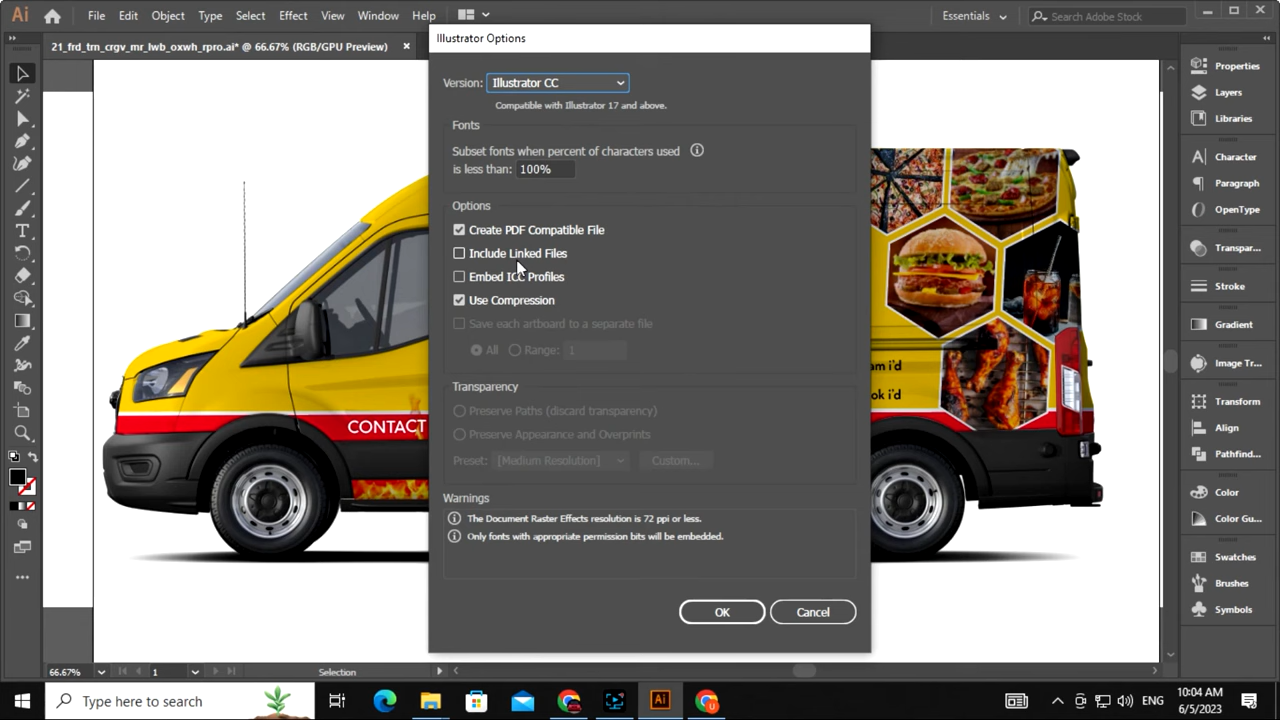 Ai File Edit Object Type Select Effect View Window Help Essentials Search Adobe Stock
21_frd_trn_crgv_mr_lwb_oxwh_rpro.ai* @ 66.67% (RGB/GPU Preview) ×
Illustrator Options
Version: Illustrator CC
Compatible with Illustrator 17 and above.
Fonts
Subset fonts when percent of characters used
is less than: 100%
Options
Create PDF Compatible File
Include Linked Files
Embed ICC Profiles
Use Compression
Save each artboard to a separate file
All Range: 1
Transparency
Preserve Paths (discard transparency)
Preserve Appearance and Overprints
Preset: [Medium Resolution] Custom...
Warnings
The Document Raster Effects resolution is 72 ppi or less.
Only fonts with appropriate permission bits will be embedded.
OK Cancel
CONTACT
am i'd
ok i'd
Properties
Layers
Libraries
Character
Paragraph
OpenType
Transpar...
Stroke
Gradient
Image Tr...
Transform
Align
Pathfin...
Color
Color Gu...
Swatches
Brushes
Symbols
66.67% 1 Selection
Type here to search
Ai
ENG
10:04 AM
6/5/2023